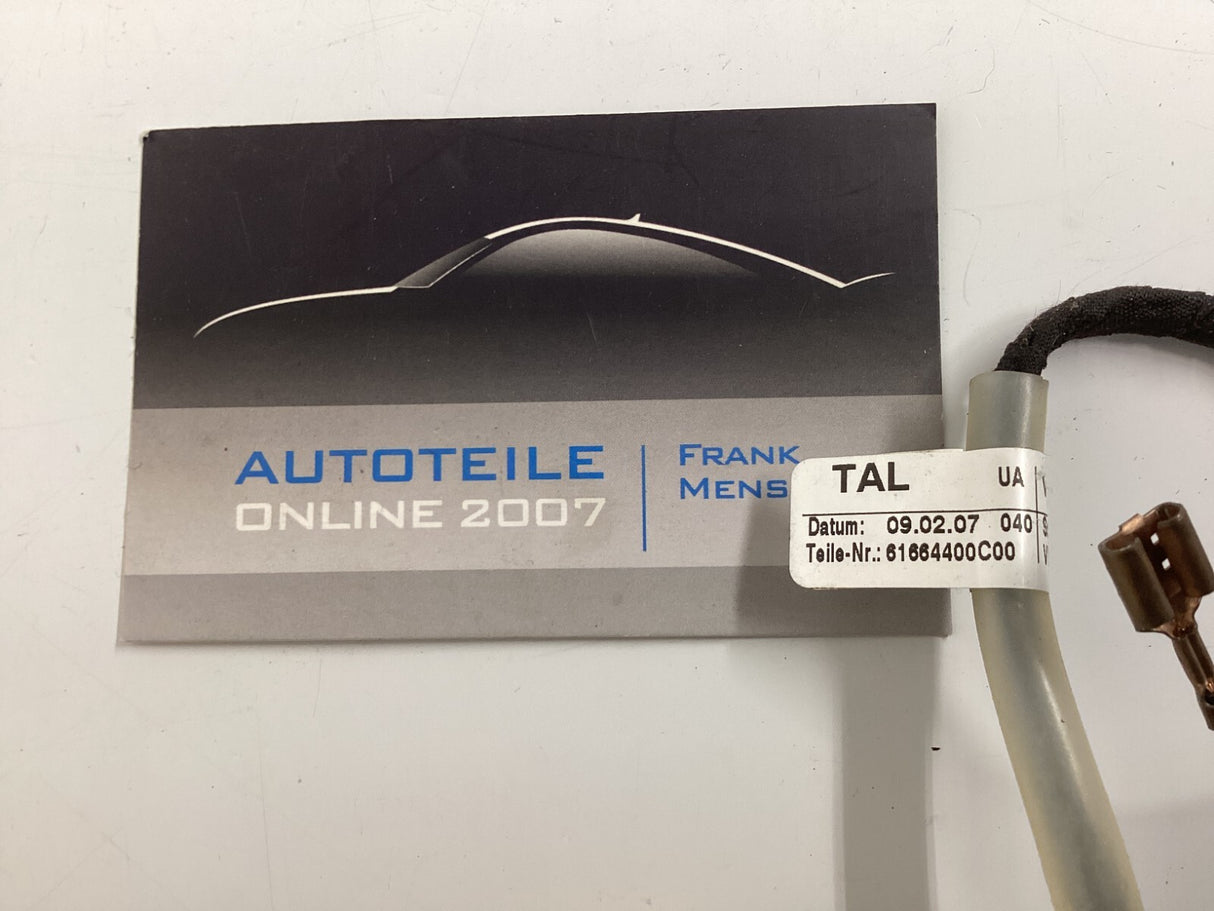 AUTOTEILE
ONLINE 2007
FRANK
MENS
TAL UA
Datum: 09.02.07 040
Teile-Nr.: 61664400C00